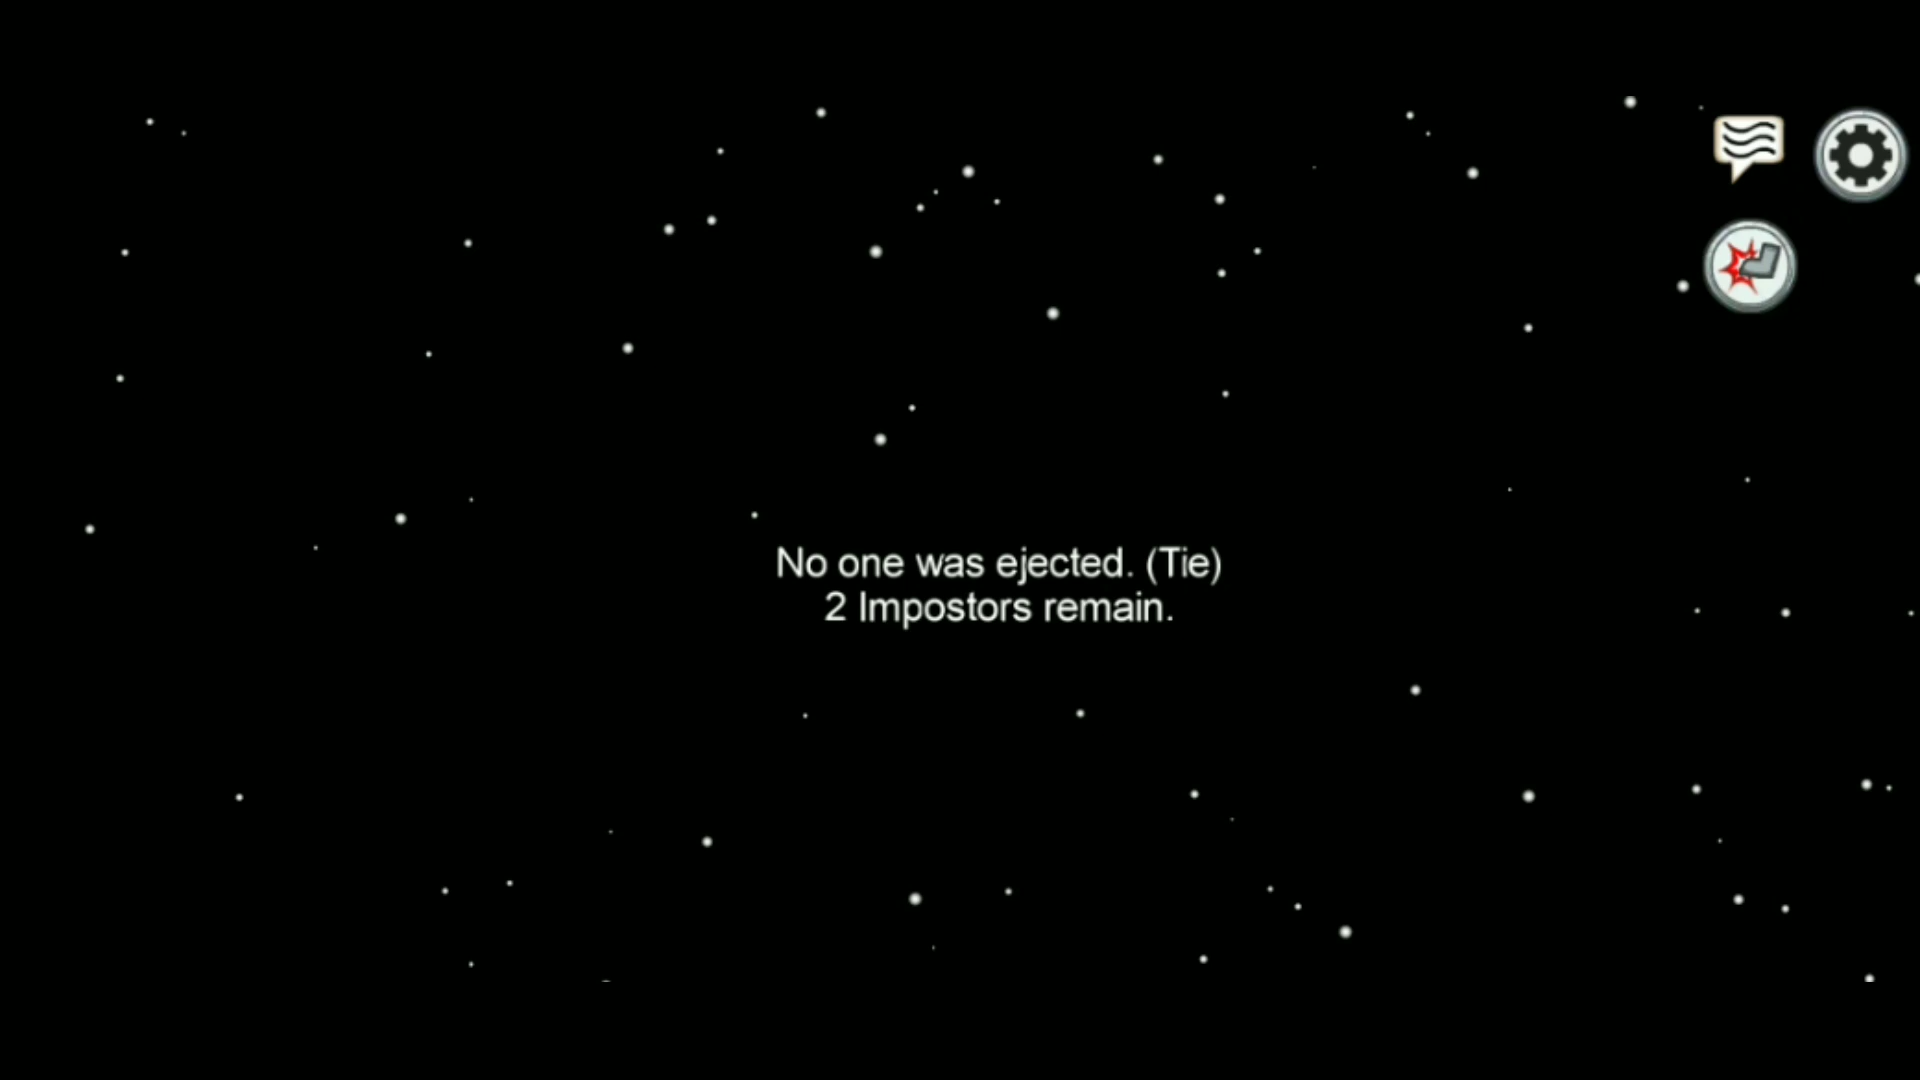 No one was ejected. (Tie)
2 Impostors remain.